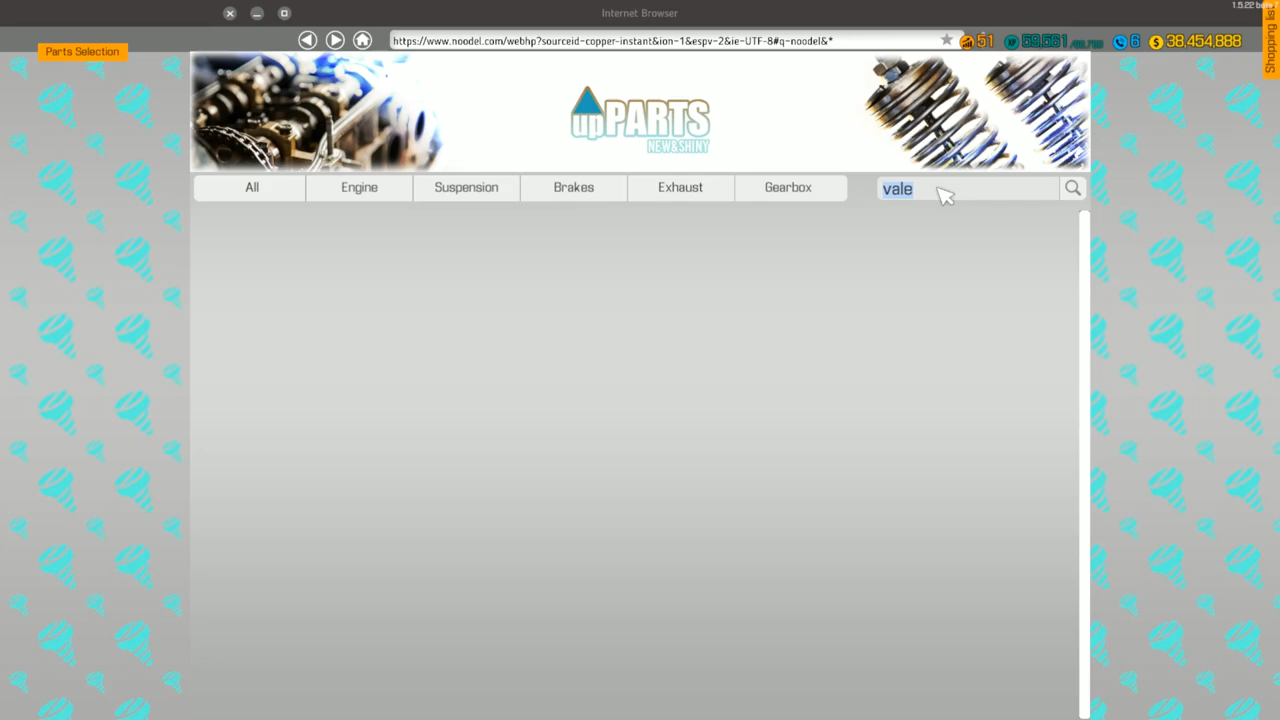 Internet Browser
1.5.22 beta /
Parts Selection
https://www.noodel.com/webhp?sourceid-copper-instant&ion-1&espv-2&ie-UTF-8#q-noodel&*
51
6
38,454,888
Shopping list
upPARTS
NEW&SHINY
All
Engine
Suspension
Brakes
Exhaust
Gearbox
vale